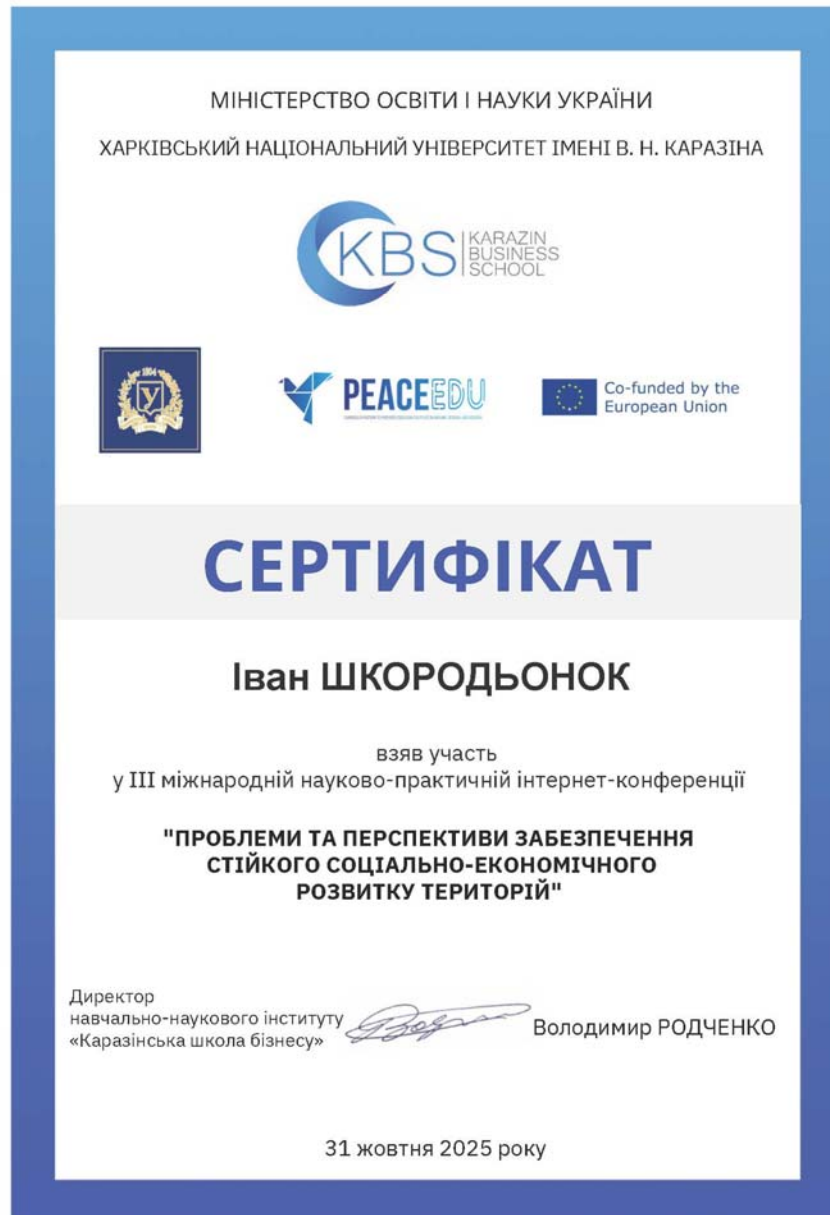 МІНІСТЕРСТВО ОСВІТИ І НАУКИ УКРАЇНИ
ХАРКІВСЬКИЙ НАЦІОНАЛЬНИЙ УНІВЕРСИТЕТ ІМЕНІ В. Н. КАРАЗІНА
KBS
KARAZIN
BUSINESS
SCHOOL
1804
У
PEACEEDU
Co-funded by the
European Union
СЕРТИФІКАТ
Іван ШКОРОДЬОНОК
взяв участь
у III міжнародній науково-практичній інтернет-конференції
"ПРОБЛЕМИ ТА ПЕРСПЕКТИВИ ЗАБЕЗПЕЧЕННЯ
СТІЙКОГО СОЦІАЛЬНО-ЕКОНОМІЧНОГО
РОЗВИТКУ ТЕРИТОРІЙ"
Директор
навчально-наукового інституту
«Каразінська школа бізнесу»
Володимир РОДЧЕНКО
31 жовтня 2025 року